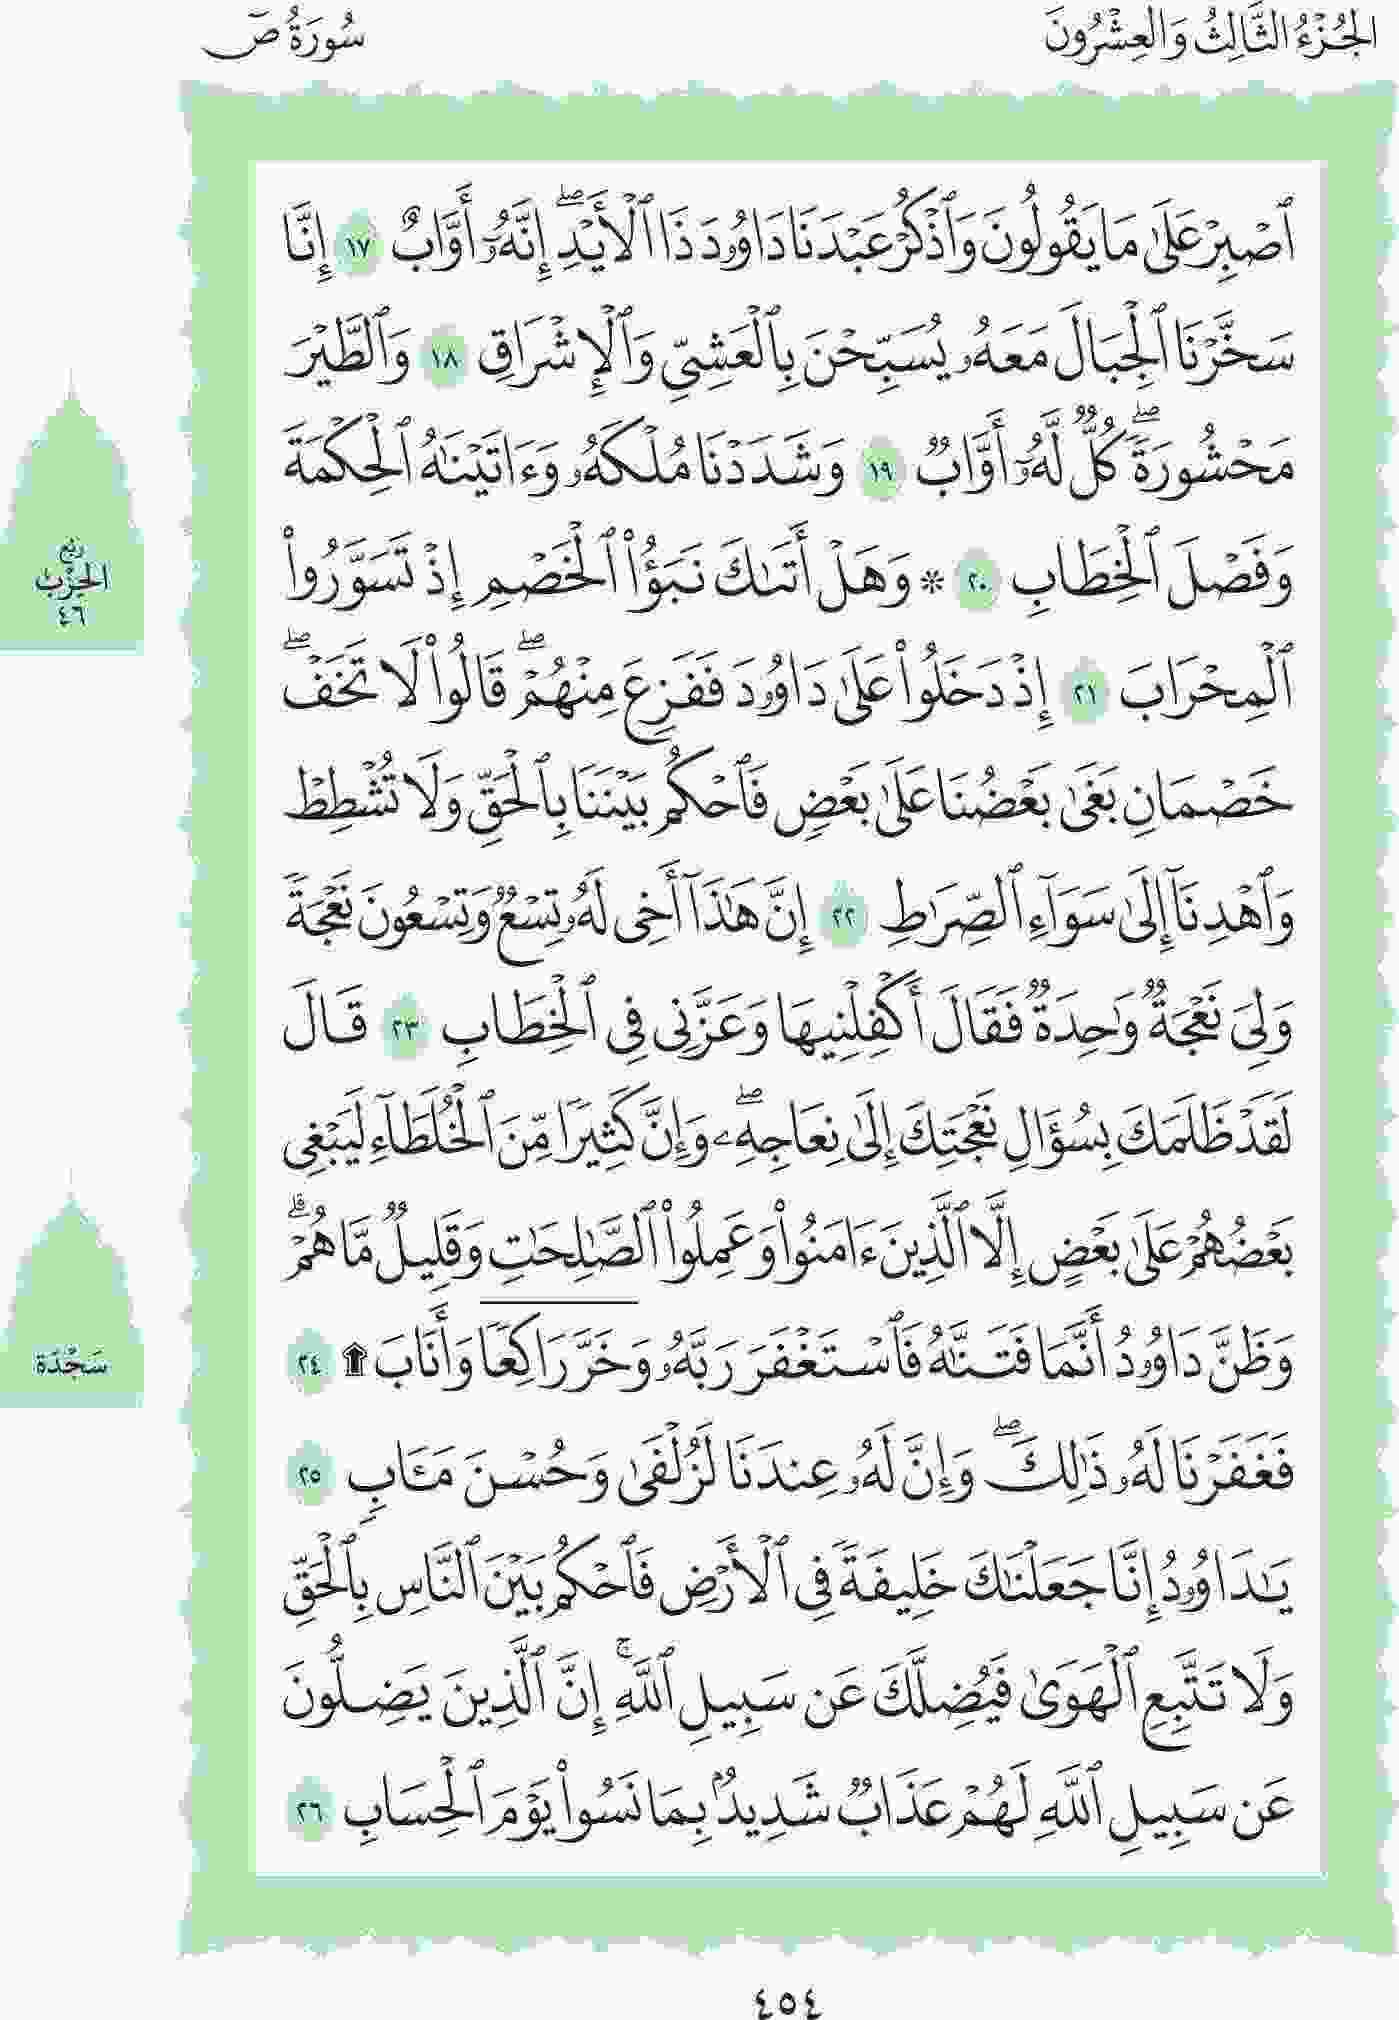 الجُزْءُ الثَّالِثُ وَالعِشْرُونَ
سُورَةُ صٓ
ٱصۡبِرۡ عَلَىٰ مَا يَقُولُونَ وَٱذۡكُرۡ عَبۡدَنَا دَاوُۥدَ ذَا ٱلۡأَيۡدِۖ إِنَّهُۥٓ أَوَّابٌ ١٧ إِنَّا
سَخَّرۡنَا ٱلۡجِبَالَ مَعَهُۥ يُسَبِّحۡنَ بِٱلۡعَشِيِّ وَٱلۡإِشۡرَاقِ ١٨ وَٱلطَّيۡرَ
مَحۡشُورَةٗۖ كُلّٞ لَّهُۥٓ أَوَّابٞ ١٩ وَشَدَدۡنَا مُلۡكَهُۥ وَءَاتَيۡنَٰهُ ٱلۡحِكۡمَةَ
وَفَصۡلَ ٱلۡخِطَابِ ٢٠ ۞ وَهَلۡ أَتَىٰكَ نَبَؤُاْ ٱلۡخَصۡمِ إِذۡ تَسَوَّرُواْ
ٱلۡمِحۡرَابَ ٢١ إِذۡ دَخَلُواْ عَلَىٰ دَاوُۥدَ فَفَزِعَ مِنۡهُمۡۖ قَالُواْ لَا تَخَفۡۖ
خَصۡمَانِ بَغَىٰ بَعۡضُنَا عَلَىٰ بَعۡضٖ فَٱحۡكُم بَيۡنَنَا بِٱلۡحَقِّ وَلَا تُشۡطِطۡ
وَٱهۡدِنَآ إِلَىٰ سَوَآءِ ٱلصِّرَٰطِ ٢٢ إِنَّ هَٰذَآ أَخِي لَهُۥ تِسۡعٞ وَتِسۡعُونَ نَعۡجَةٗ
وَلِيَ نَعۡجَةٞ وَٰحِدَةٞ فَقَالَ أَكۡفِلۡنِيهَا وَعَزَّنِي فِي ٱلۡخِطَابِ ٢٣ قَالَ
لَقَدۡ ظَلَمَكَ بِسُؤَالِ نَعۡجَتِكَ إِلَىٰ نِعَاجِهِۦۖ وَإِنَّ كَثِيرٗا مِّنَ ٱلۡخُلَطَآءِ لَيَبۡغِي
بَعۡضُهُمۡ عَلَىٰ بَعۡضٍ إِلَّا ٱلَّذِينَ ءَامَنُواْ وَعَمِلُواْ ٱلصَّٰلِحَٰتِ وَقَلِيلٞ مَّا هُمۡۗ
وَظَنَّ دَاوُۥدُ أَنَّمَا فَتَنَّٰهُ فَٱسۡتَغۡفَرَ رَبَّهُۥ وَخَرَّۤ رَاكِعٗاۤ وَأَنَابَ ۩ ٢٤
فَغَفَرۡنَا لَهُۥ ذَٰلِكَۖ وَإِنَّ لَهُۥ عِندَنَا لَزُلۡفَىٰ وَحُسۡنَ مَـَٔابٖ ٢٥
يَٰدَاوُۥدُ إِنَّا جَعَلۡنَٰكَ خَلِيفَةٗ فِي ٱلۡأَرۡضِ فَٱحۡكُم بَيۡنَ ٱلنَّاسِ بِٱلۡحَقِّ
وَلَا تَتَّبِعِ ٱلۡهَوَىٰ فَيُضِلَّكَ عَن سَبِيلِ ٱللَّهِۚ إِنَّ ٱلَّذِينَ يَضِلُّونَ
عَن سَبِيلِ ٱللَّهِ لَهُمۡ عَذَابٞ شَدِيدُۢ بِمَا نَسُواْ يَوۡمَ ٱلۡحِسَابِ ٢٦
رُبْع
الحِزْب
٤٦
سَجْدَة
٤٥٤